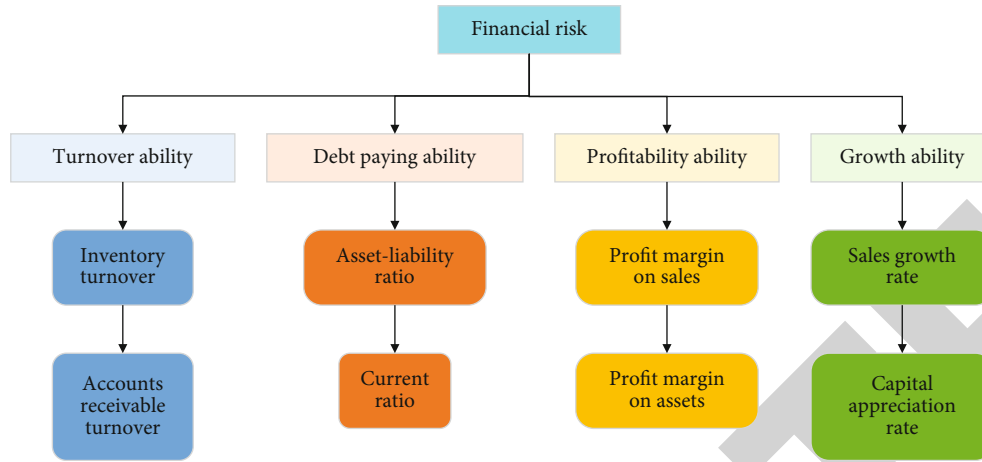 Financial risk
Turnover ability
Debt paying ability
Profitability ability
Growth ability
Inventory
turnover
Asset-liability
ratio
Profit margin
on sales
Sales growth
rate
Accounts
receivable
turnover
Current
ratio
Profit margin
on assets
Capital
appreciation
rate